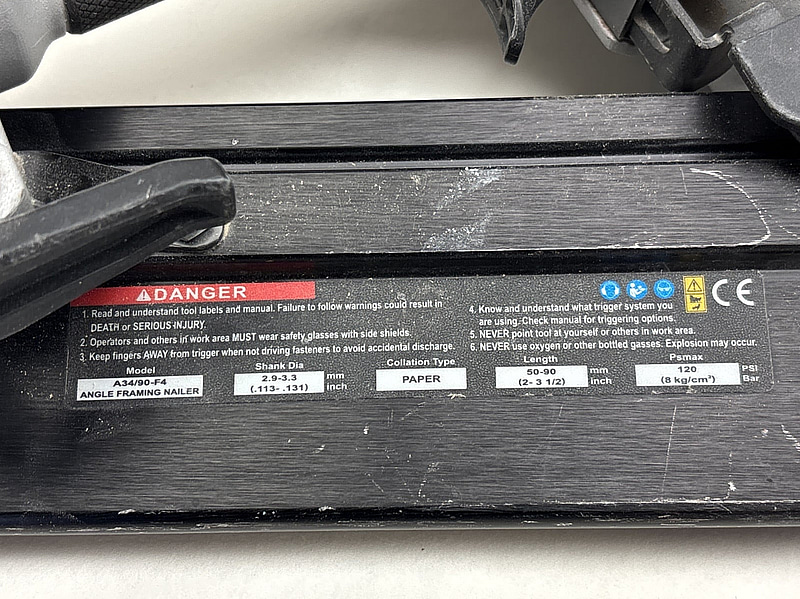 ⚠DANGER
1. Read and understand tool labels and manual. Failure to follow warnings could result in
DEATH or SERIOUS INJURY.
2. Operators and others in work area MUST wear safety glasses with side shields.
3. Keep fingers AWAY from trigger when not driving fasteners to avoid accidental discharge.
4. Know and understand what trigger system you
are using. Check manual for triggering options.
5. NEVER point tool at yourself or others in work area.
6. NEVER use oxygen or other bottled gasses. Explosion may occur.
CE
Model
A34/90-F4
ANGLE FRAMING NAILER
Shank Dia
2.9-3.3 mm
(.113- .131) inch
Collation Type
PAPER
Length
50-90 mm
(2- 3 1/2) inch
Psmax
120 PSI
(8 kg/cm²) Bar